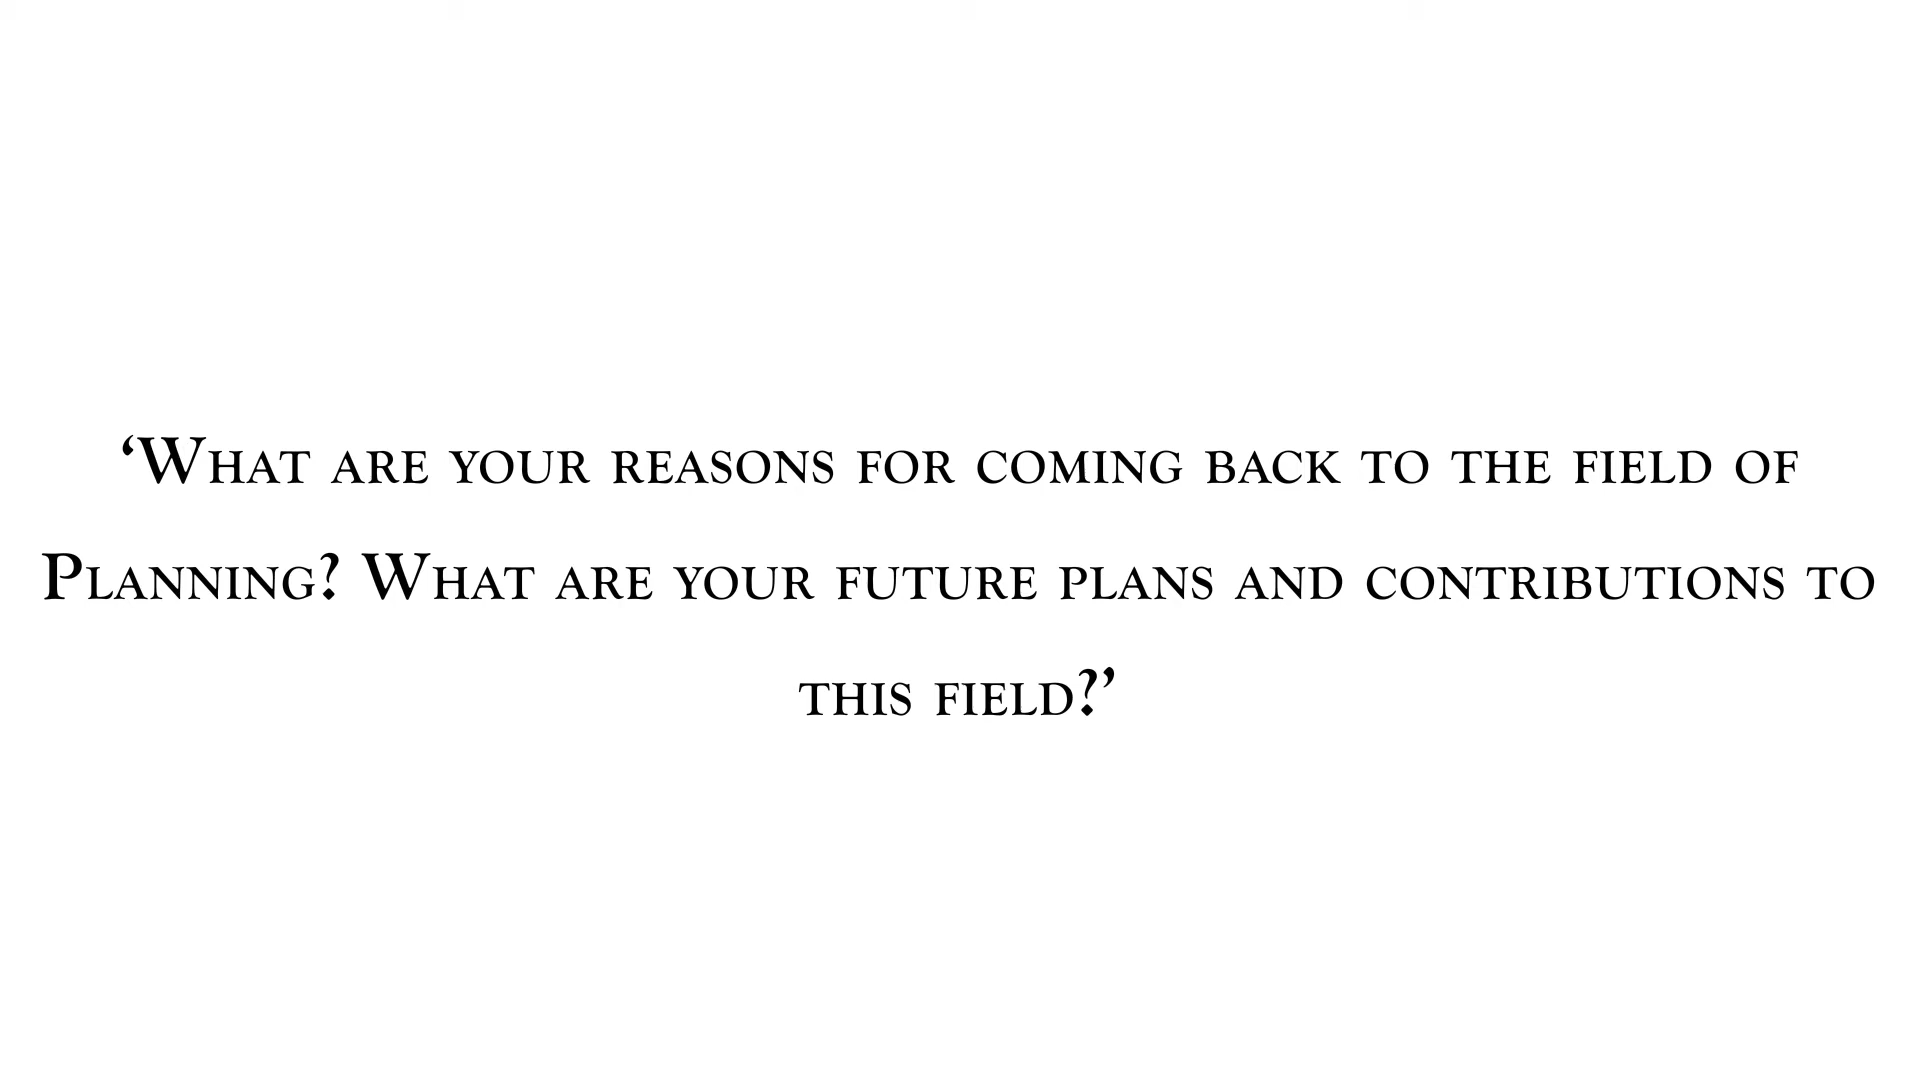 ‘What are your reasons for coming back to the field of
Planning? What are your future plans and contributions to
this field?’